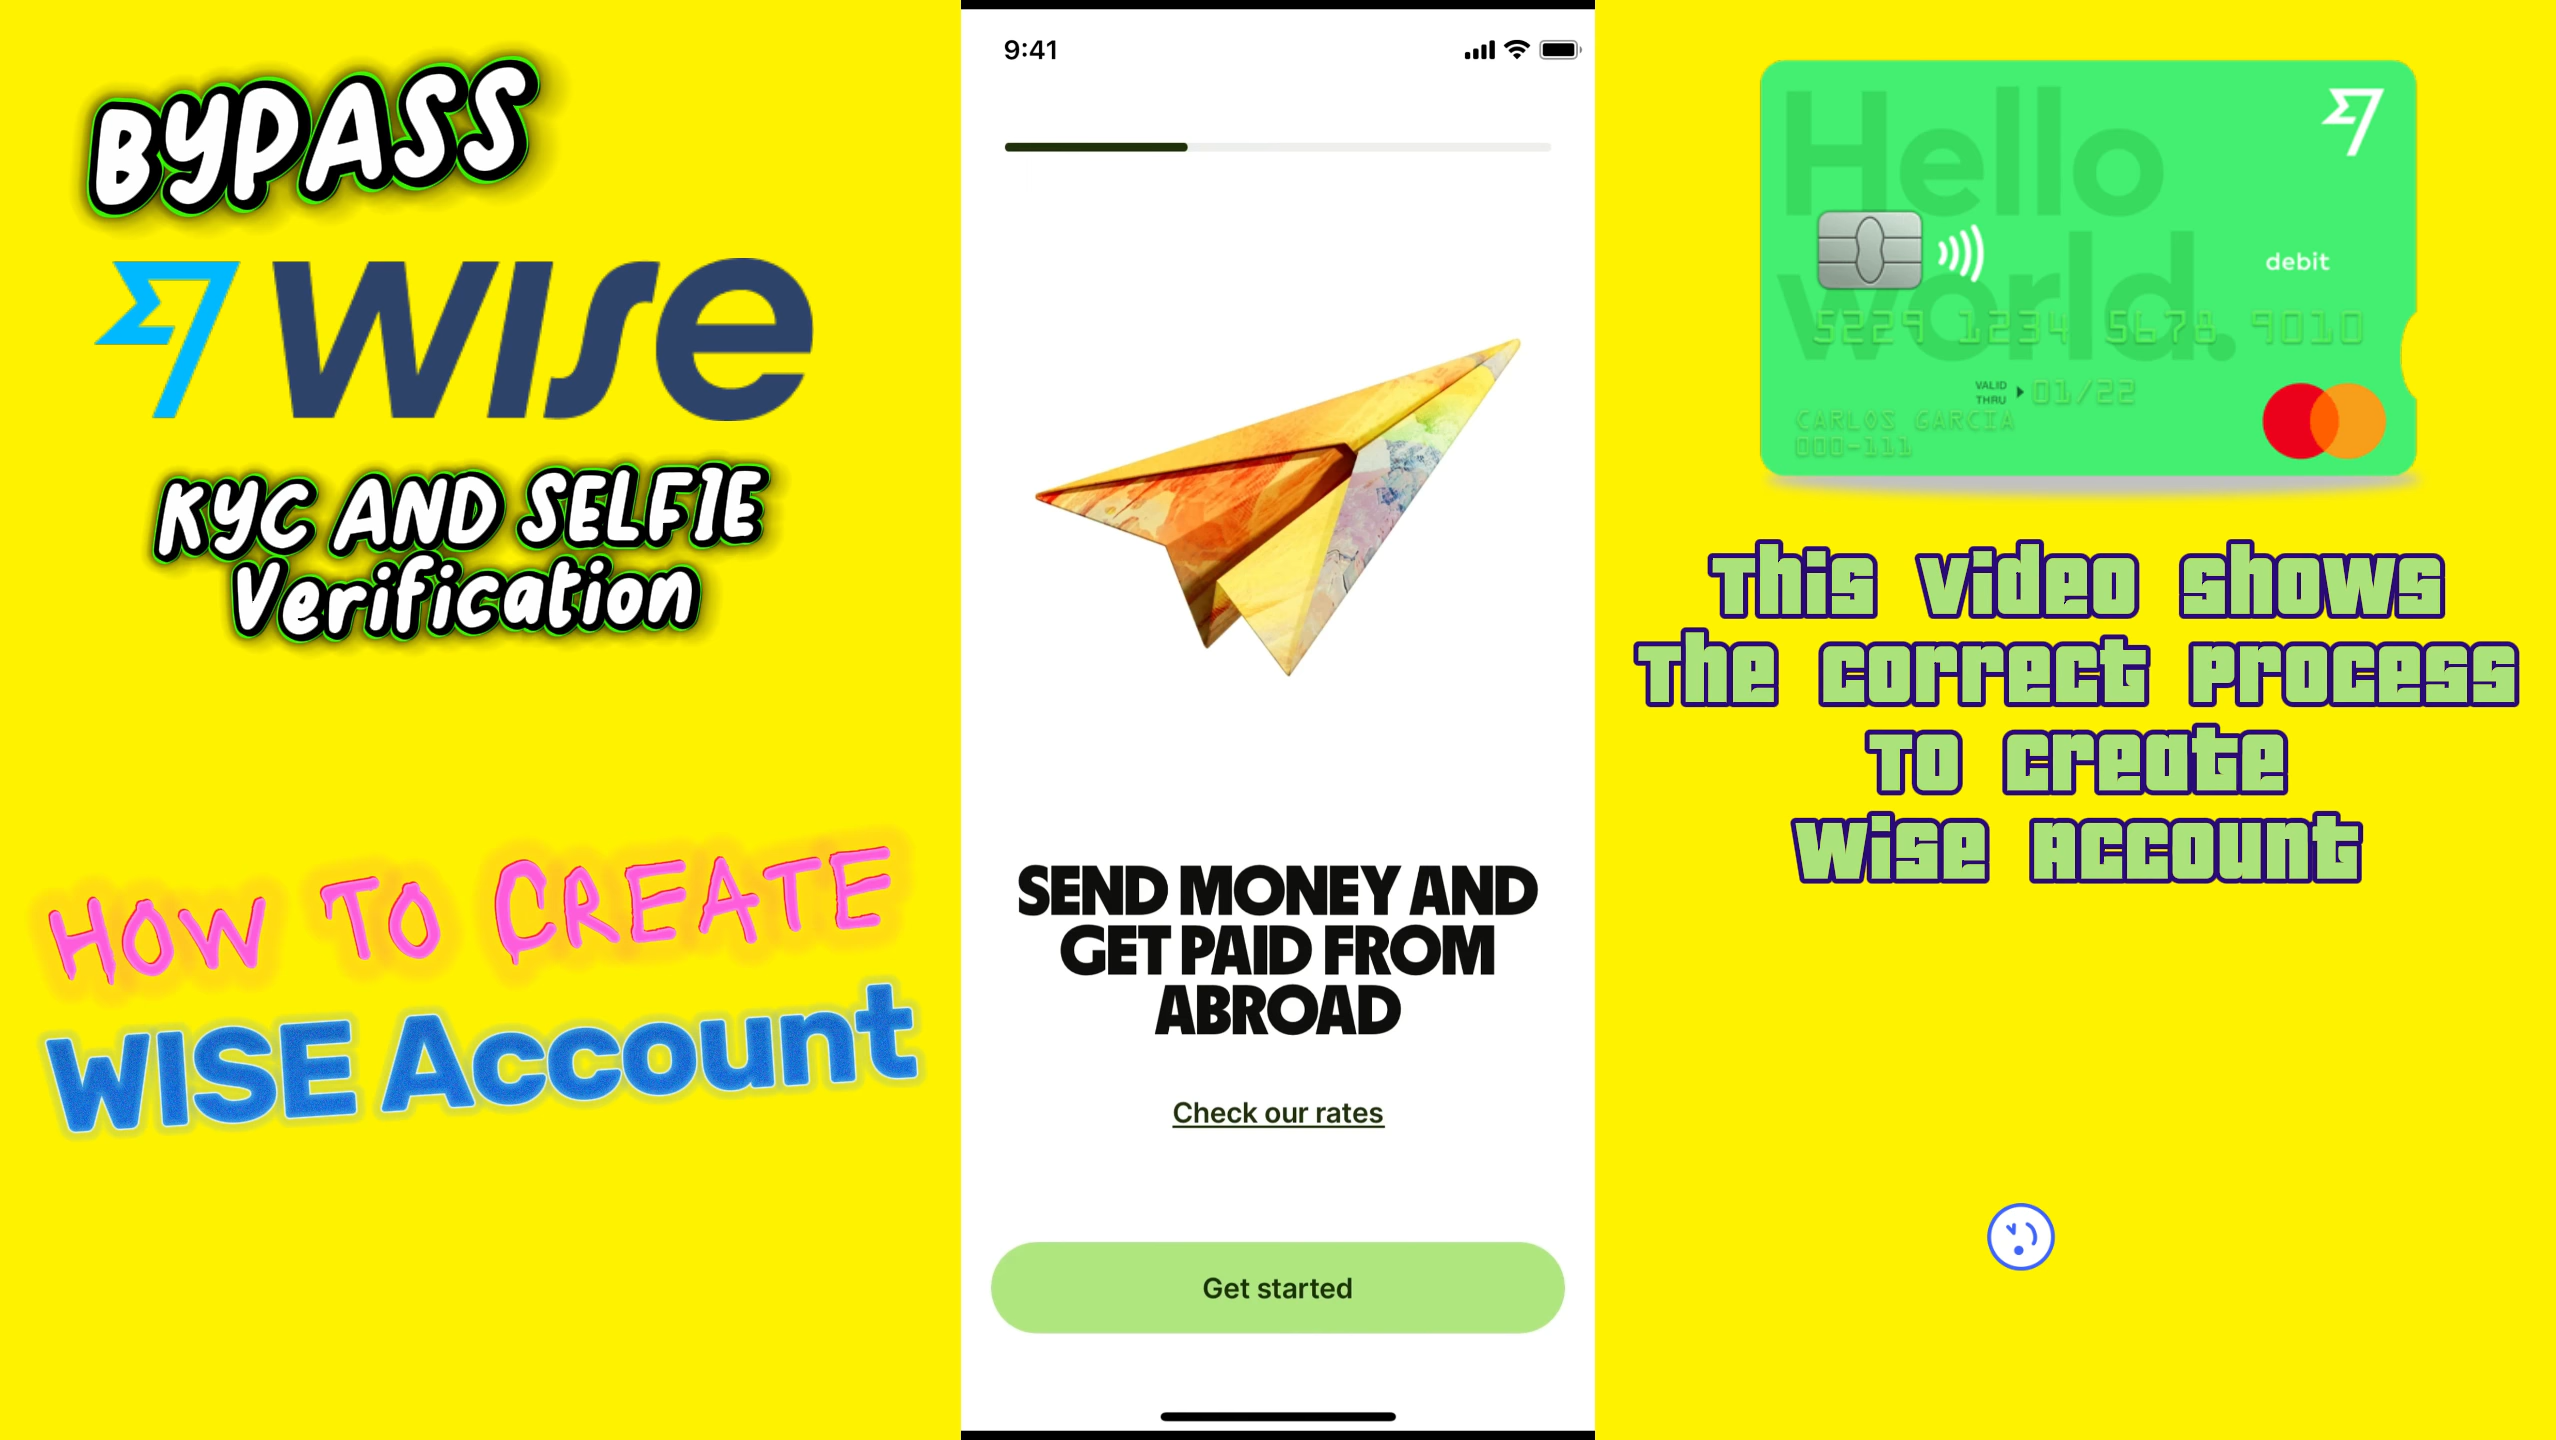 BYPASS
wise
KYC AND SELFIE
Verification
HOW TO CREATE
WISE Account
9:41
SEND MONEY AND
GET PAID FROM
ABROAD
Check our rates
Get started
Hello
world.
debit
5229 1234 5678 9010
VALID
THRU
01/22
CARLOS GARCIA
000-111
This video shows
The correct process
To create
wise account